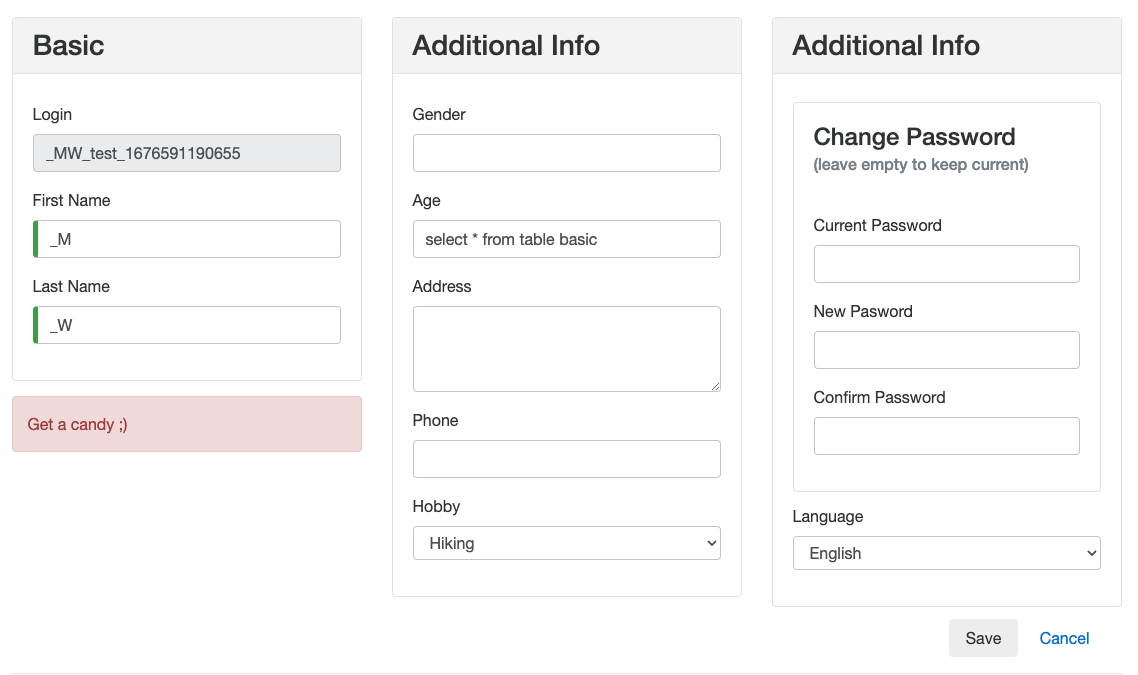 Basic
Login
_MW_test_1676591190655
First Name
_M
Last Name
_W
Get a candy ;)
Additional Info
Gender
Age
select * from table basic
Address
Phone
Hobby
Hiking
Additional Info
Change Password
(leave empty to keep current)
Current Password
New Pasword
Confirm Password
Language
English
Save
Cancel